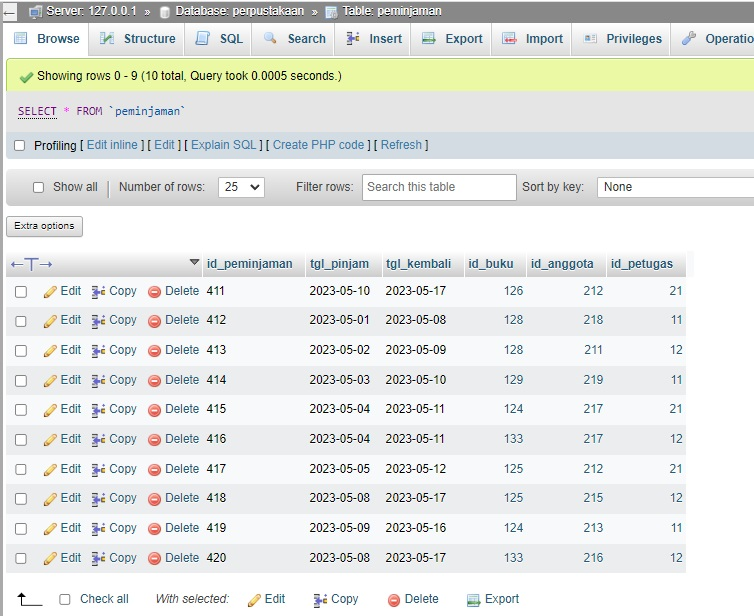 Server: 127.0.0.1 » Database: perpustakaan » Table: peminjaman
Browse Structure SQL Search Insert Export Import Privileges Operatio
Showing rows 0 - 9 (10 total, Query took 0.0005 seconds.)
SELECT * FROM `peminjaman`
Profiling [ Edit inline ] [ Edit ] [ Explain SQL ] [ Create PHP code ] [ Refresh ]
Show all Number of rows: 25 Filter rows: Search this table Sort by key: None
Extra options
←T→ id_peminjaman tgl_pinjam tgl_kembali id_buku id_anggota id_petugas
Edit Copy Delete 411 2023-05-10 2023-05-17 126 212 21
Edit Copy Delete 412 2023-05-01 2023-05-08 128 218 11
Edit Copy Delete 413 2023-05-02 2023-05-09 128 211 12
Edit Copy Delete 414 2023-05-03 2023-05-10 129 219 11
Edit Copy Delete 415 2023-05-04 2023-05-11 124 217 21
Edit Copy Delete 416 2023-05-04 2023-05-11 133 217 12
Edit Copy Delete 417 2023-05-05 2023-05-12 125 212 21
Edit Copy Delete 418 2023-05-08 2023-05-17 125 215 12
Edit Copy Delete 419 2023-05-09 2023-05-16 124 213 11
Edit Copy Delete 420 2023-05-08 2023-05-17 133 216 12
Check all With selected: Edit Copy Delete Export